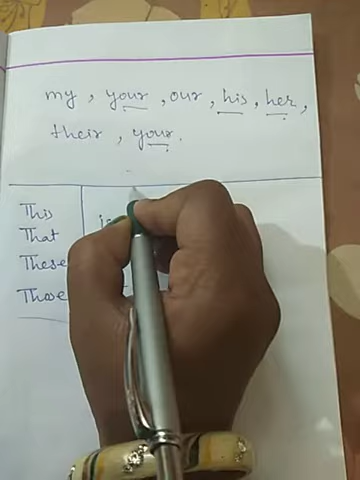 my, your, our, his, her,
their, your.
This
That
These
Those